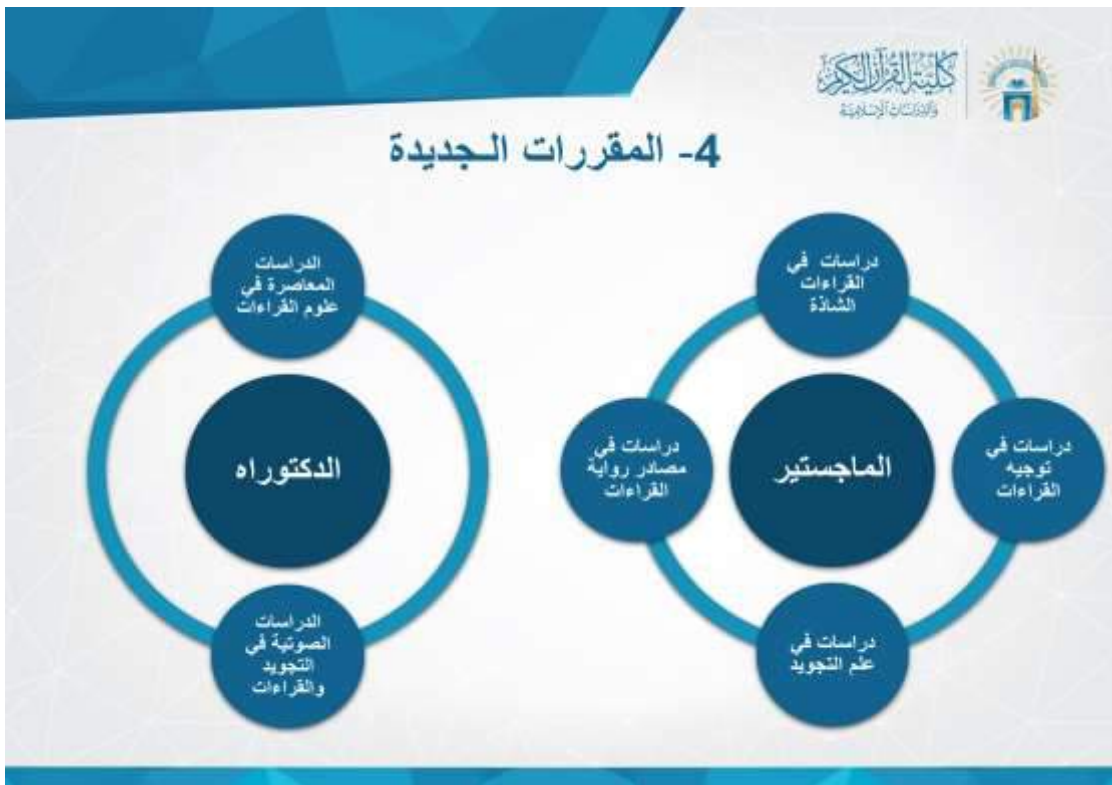 كلية القرآن الكريم
والدراسات الإسلامية
4- المقررات الـجديدة
دراسات في
القراءات
الشاذة
دراسات في
توجيه
القراءات
الماجستير
دراسات في
مصادر رواية
القراءات
دراسات في
علم التجويد
الدراسات
المعاصرة في
علوم القراءات
الدكتوراه
الدراسات
الصوتية في
التجويد
والقراءات